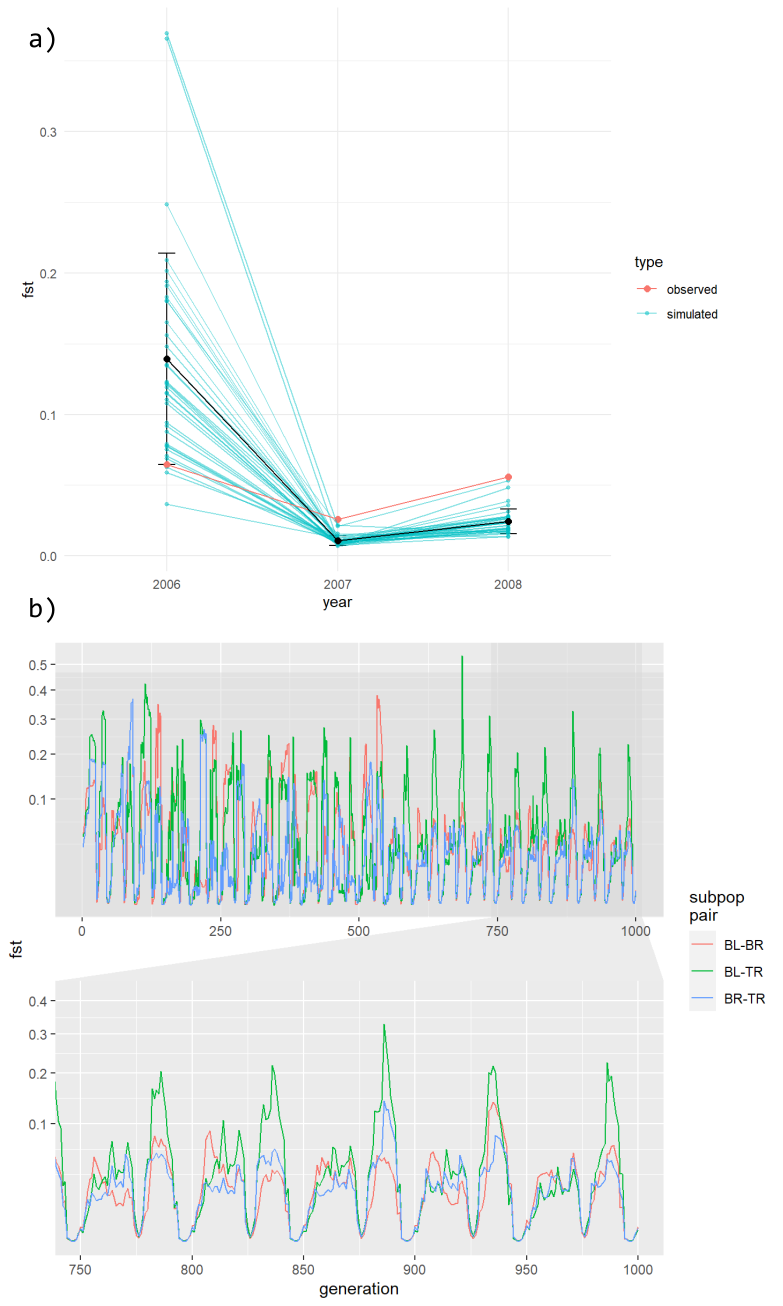 a)
0.3
0.2
0.1
0.0
fst
2006 2007 2008
year
type
observed
simulated
b)
0.5
0.4
0.3
0.2
0.1
0 250 500 750 1000
fst
0.4
0.3
0.2
0.1
750 800 850 900 950 1000
generation
subpop
pair
BL-BR
BL-TR
BR-TR